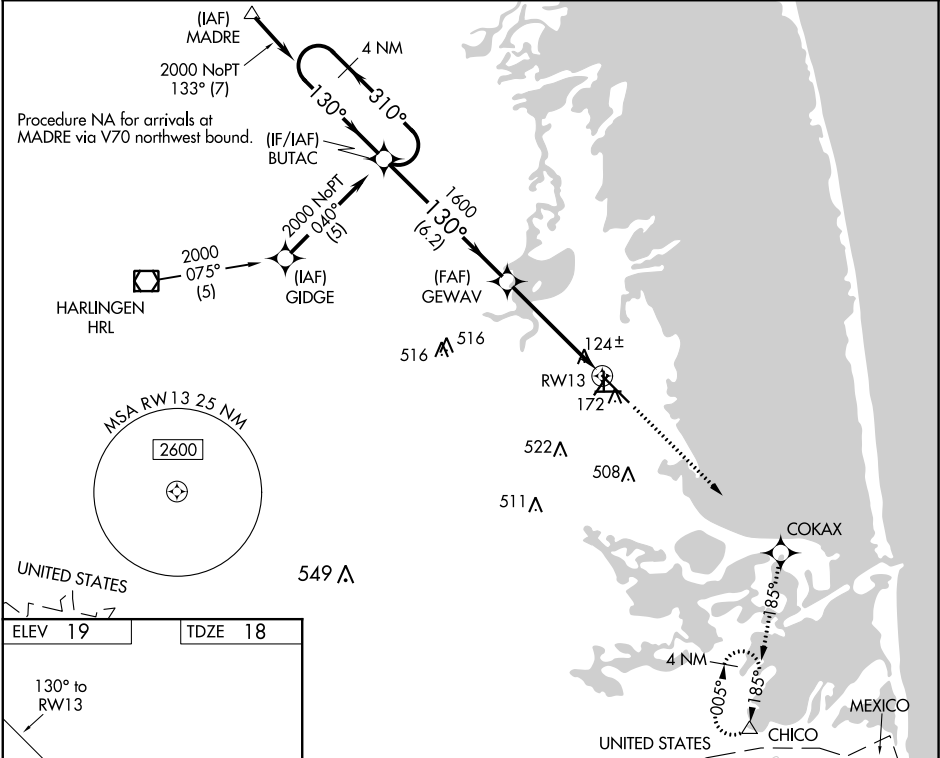 (IAF)
MADRE
2000 NoPT
133° (7)
4 NM
130°
310°
Procedure NA for arrivals at
MADRE via V70 northwest bound.
(IF/IAF)
BUTAC
2000 NoPT
040°
(5)
1600
130°
(6.2)
2000
075°
(5)
(IAF)
GIDGE
HARLINGEN
HRL
(FAF)
GEWAV
516
516
124±
RW13
172
MSA RW13 25 NM
2600
522
508
511
COKAX
549
185°
UNITED STATES
ELEV 19
TDZE 18
130° to
RW13
4 NM
005°
185°
CHICO
MEXICO
UNITED STATES